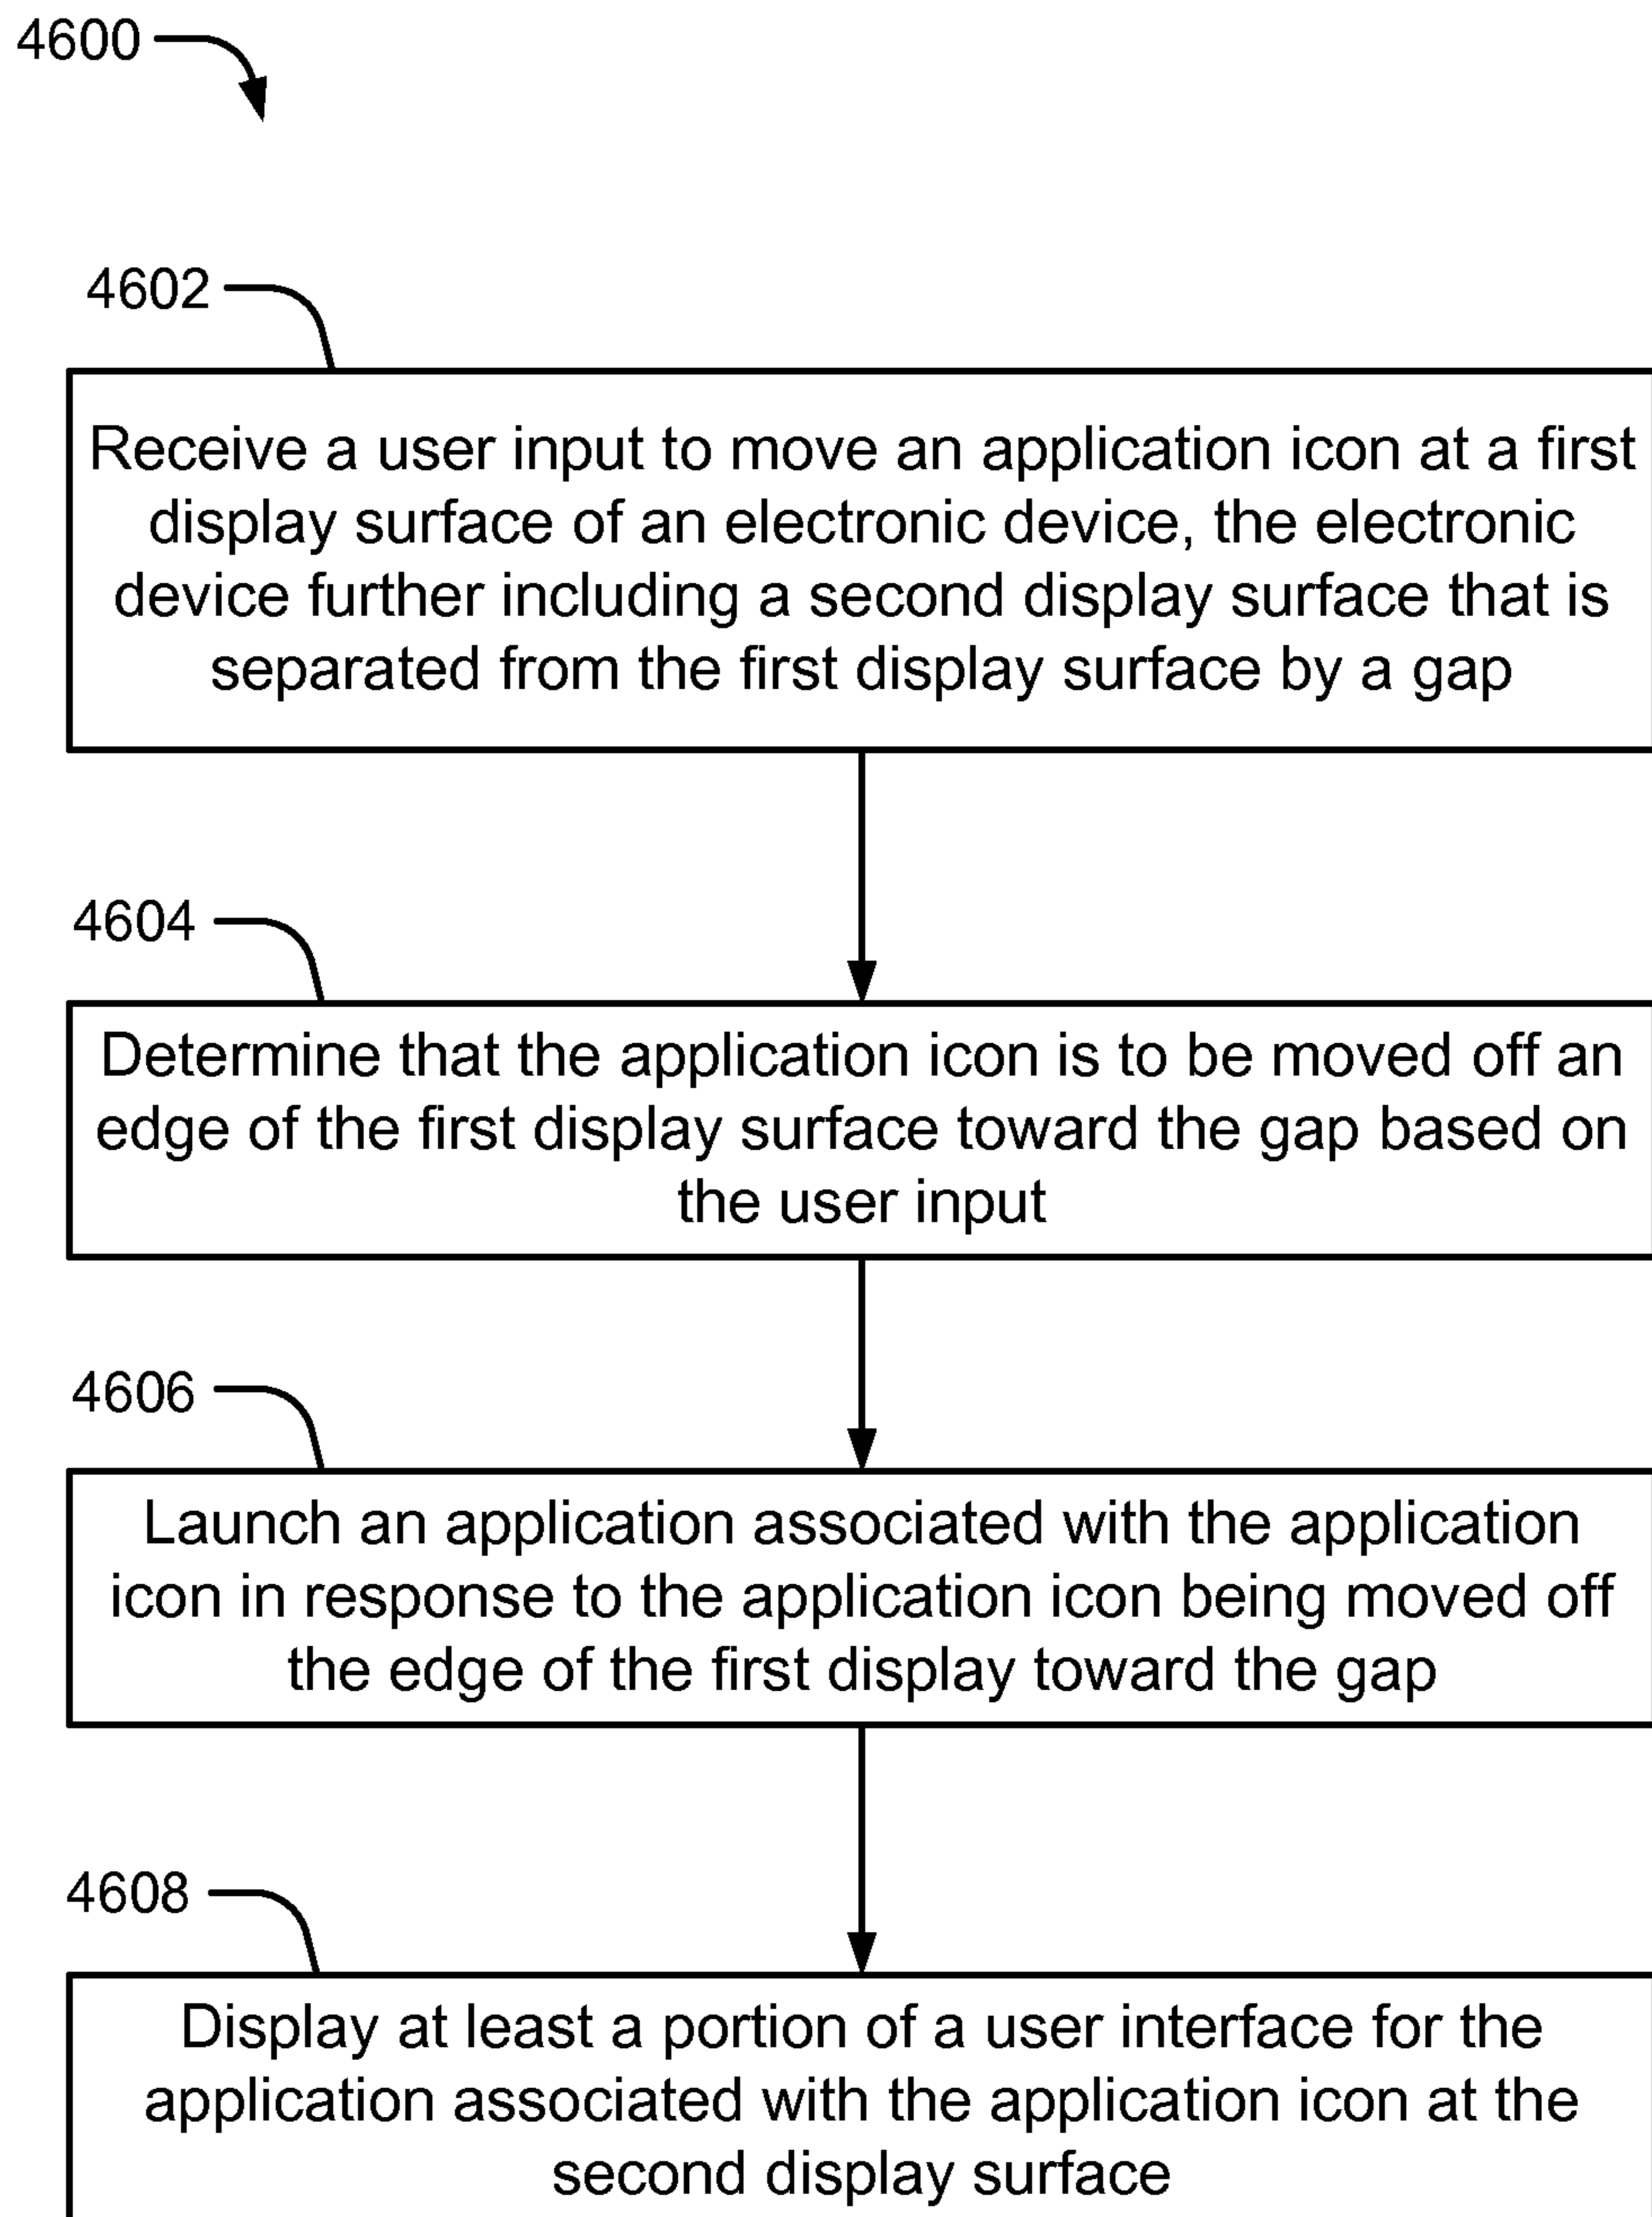 4600
4602
Receive a user input to move an application icon at a first
display surface of an electronic device, the electronic
device further including a second display surface that is
separated from the first display surface by a gap
4604
Determine that the application icon is to be moved off an
edge of the first display surface toward the gap based on
the user input
4606
Launch an application associated with the application
icon in response to the application icon being moved off
the edge of the first display toward the gap
4608
Display at least a portion of a user interface for the
application associated with the application icon at the
second display surface